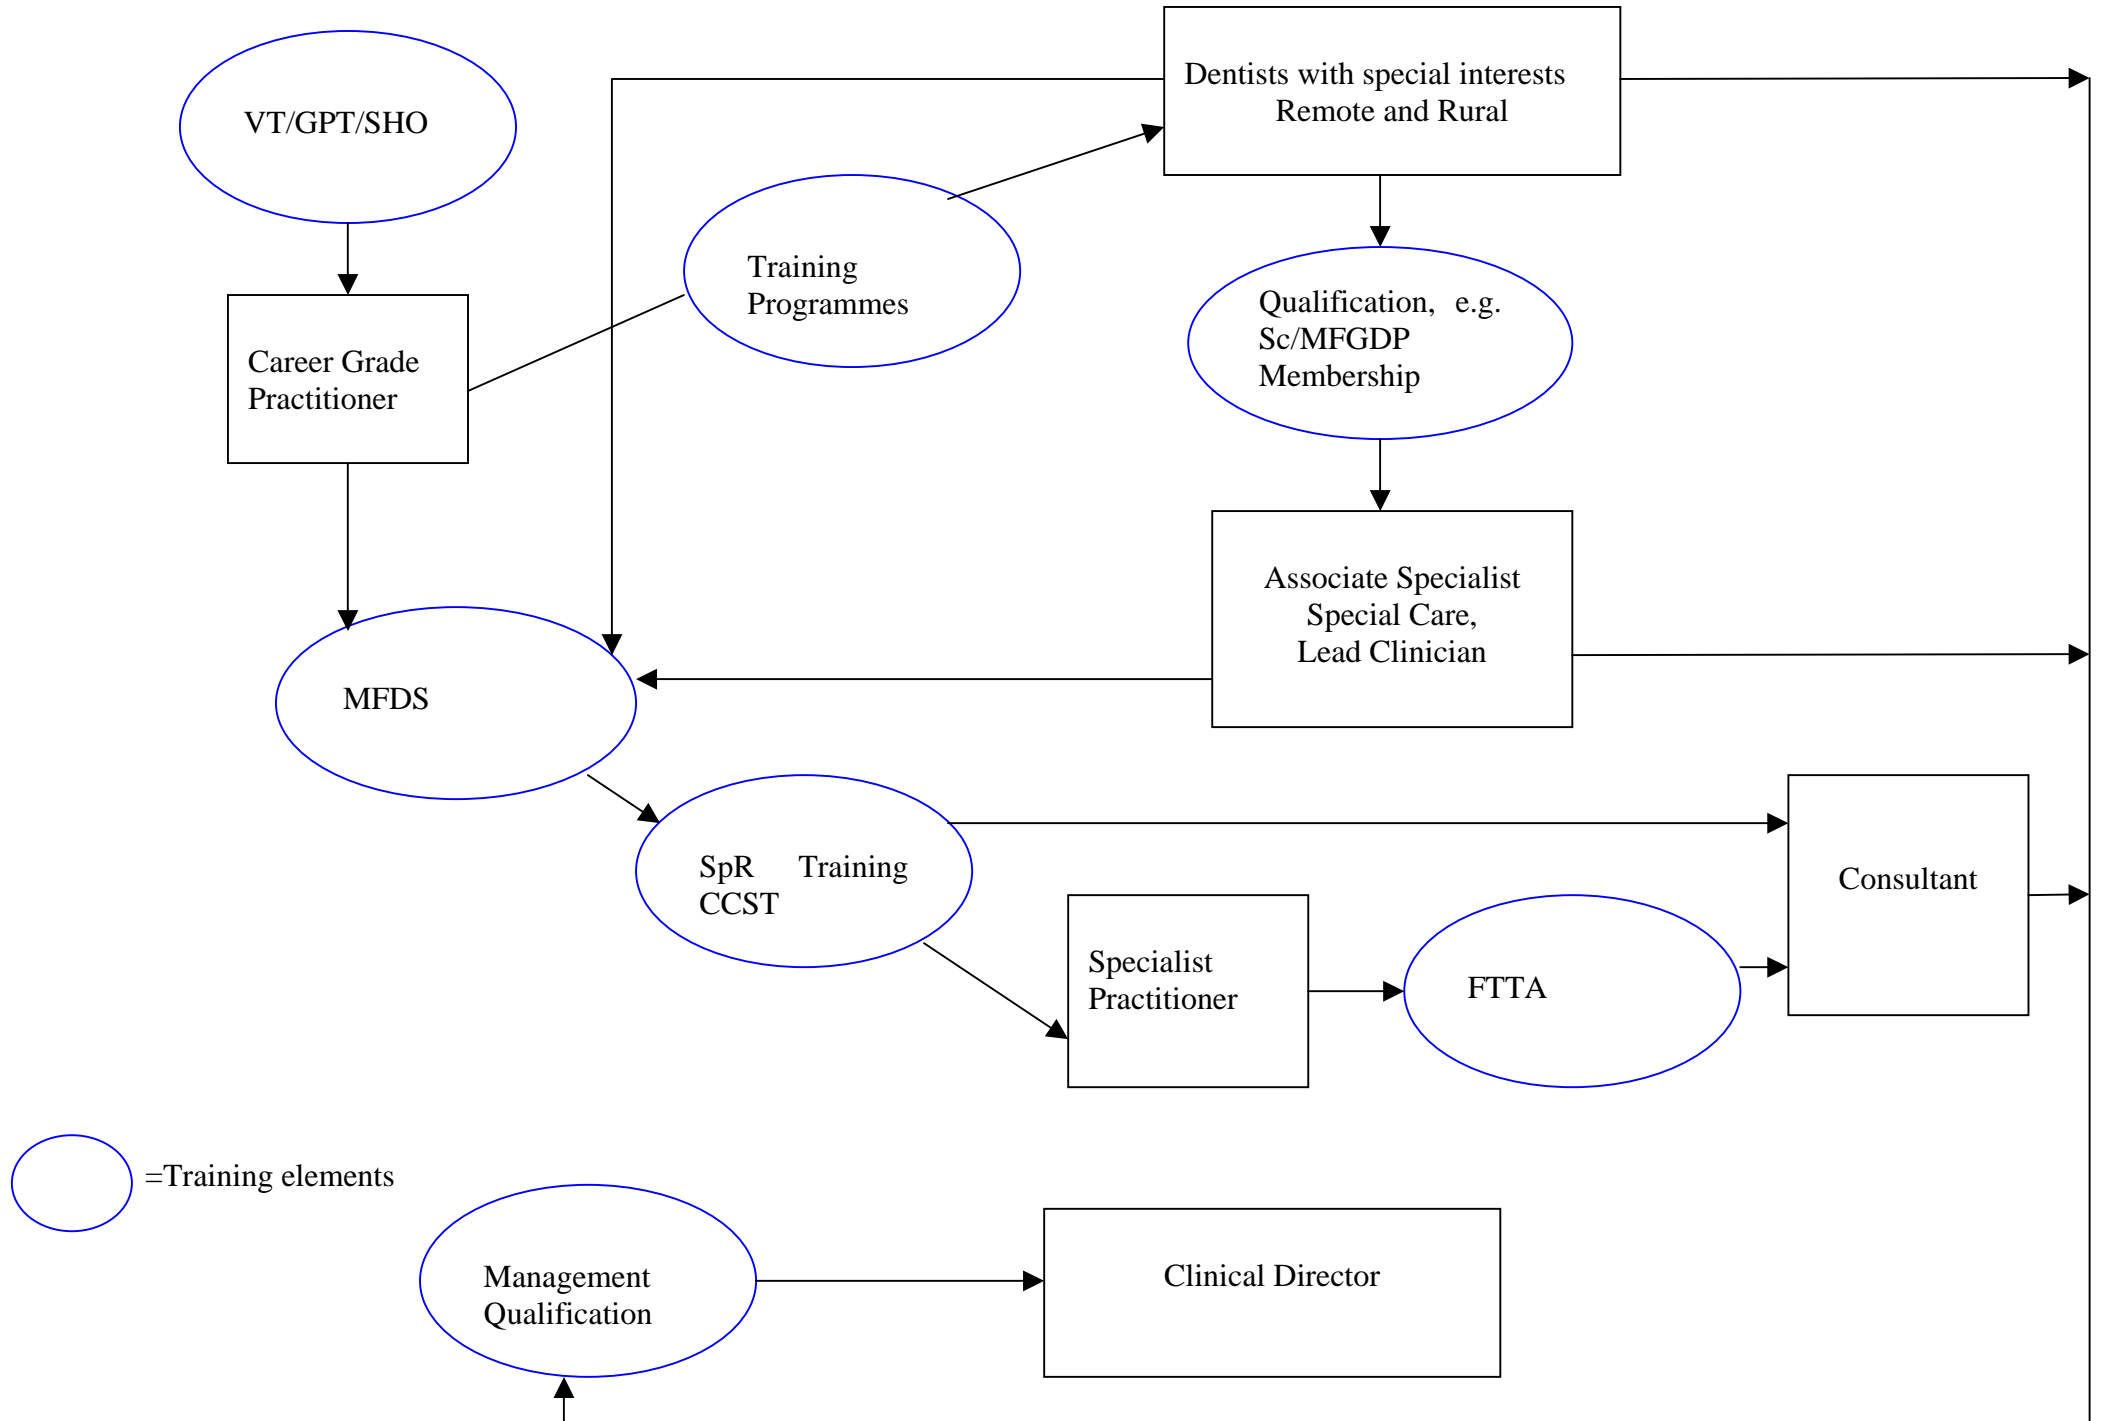 VT/GPT/SHO
Dentists with special interests
Remote and Rural
Training
Programmes
Qualification, e.g.
Sc/MFGDP
Membership
Career Grade
Practitioner
Associate Specialist
Special Care,
Lead Clinician
MFDS
SpR Training
CCST
Specialist
Practitioner
FTTA
Consultant
=Training elements
Management
Qualification
Clinical Director